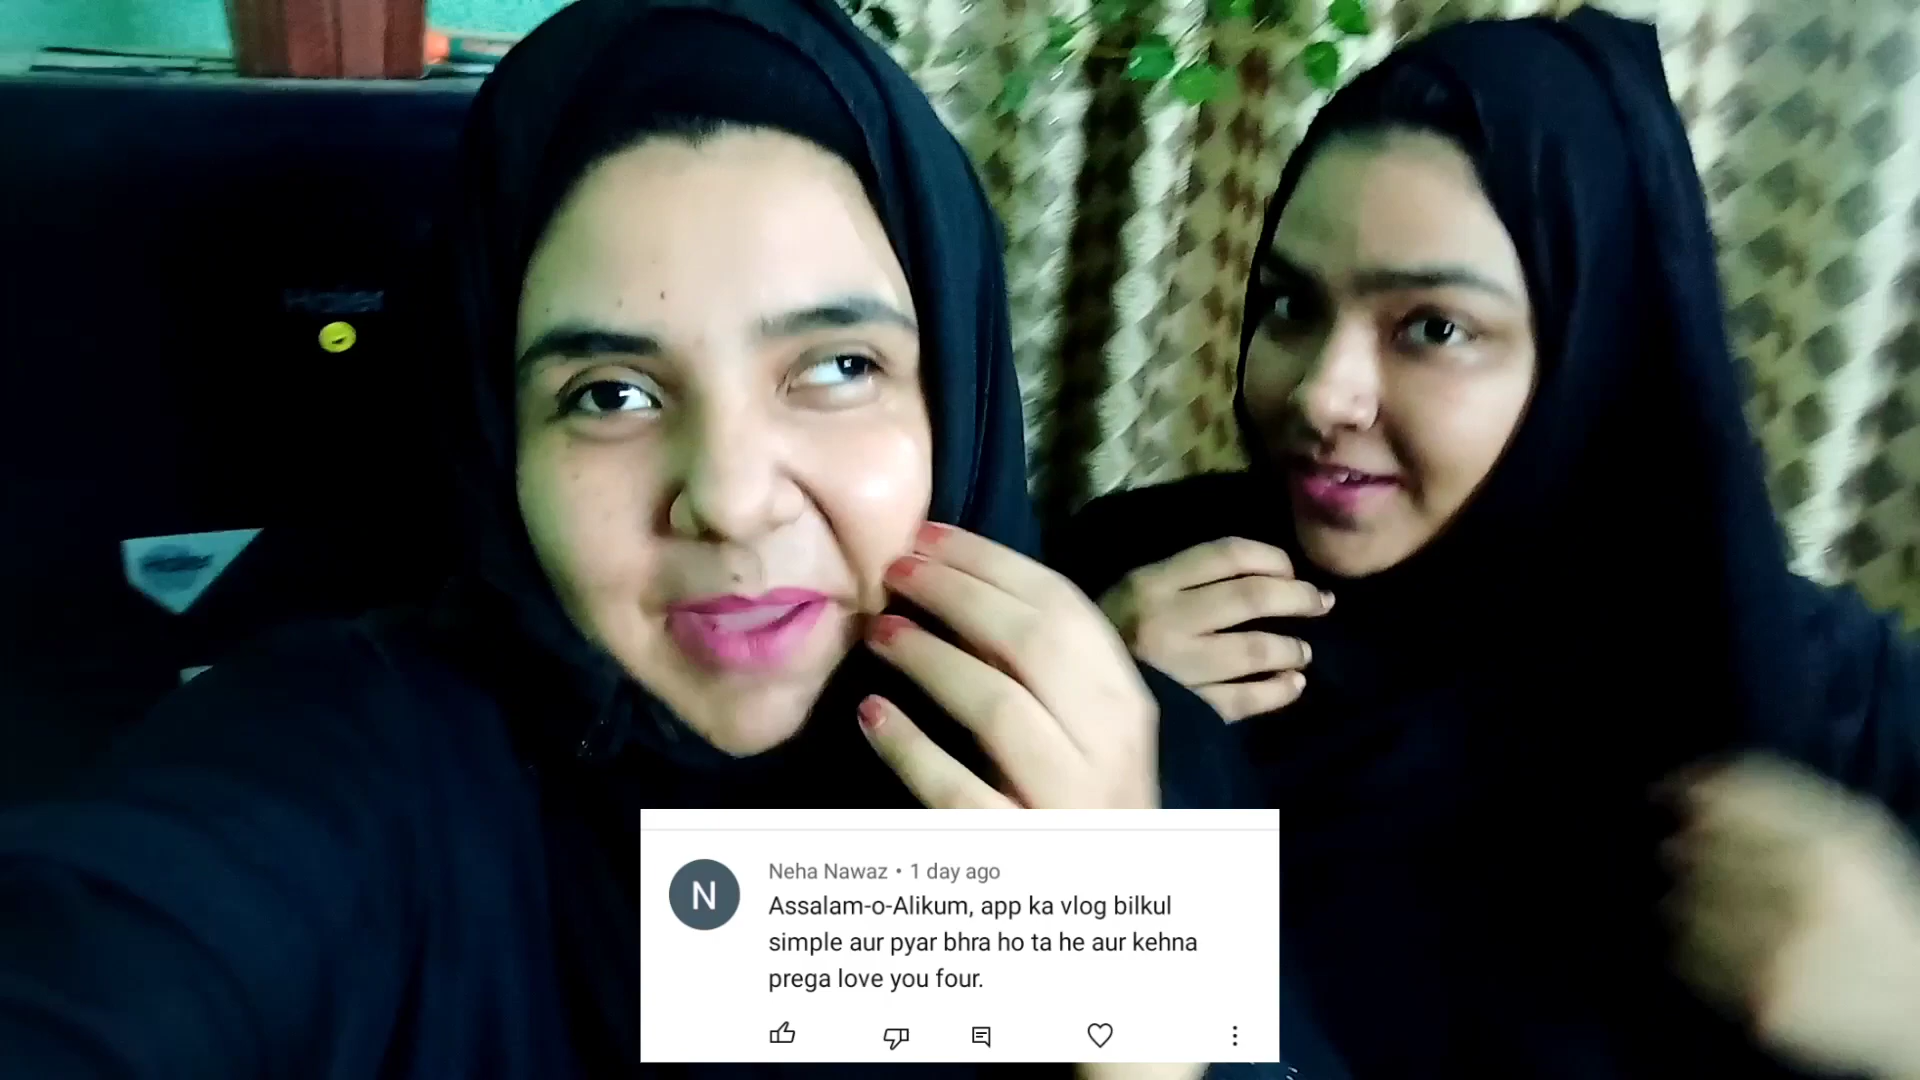 Haier
Neha Nawaz • 1 day ago
N
Assalam-o-Alikum, app ka vlog bilkul
simple aur pyar bhra ho ta he aur kehna
prega love you four.